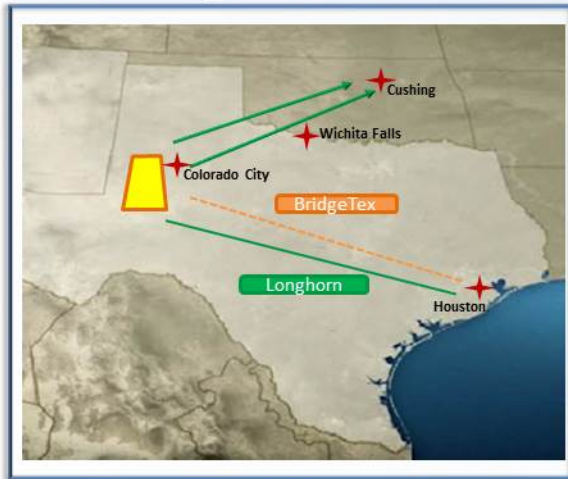 Cushing
Wichita Falls
Colorado City
BridgeTex
Longhorn
Houston